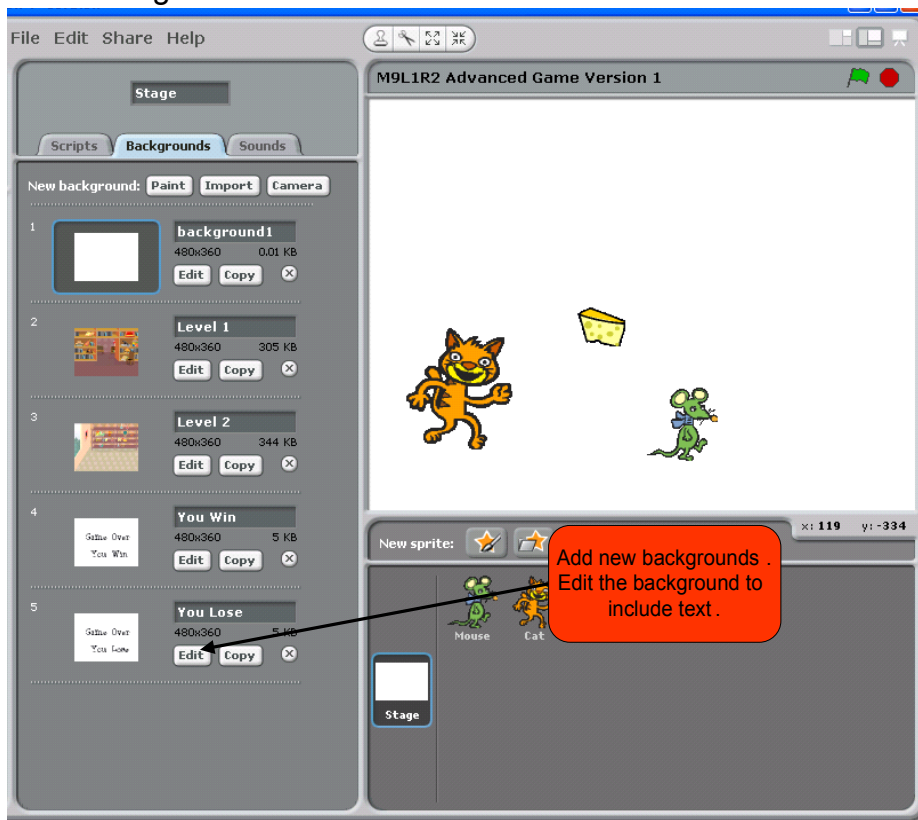 File Edit Share Help
M9L1R2 Advanced Game Version 1
Stage
Scripts Backgrounds Sounds
New background: Paint Import Camera
1
background1
480x360 0.01 KB
Edit Copy
2
Level 1
480x360 305 KB
Edit Copy
3
Level 2
480x360 344 KB
Edit Copy
4
Game Over
You Win
You Win
480x360 5 KB
Edit Copy
5
Game Over
You Lose
You Lose
480x360 5 KB
Edit Copy
x: 119 y: -334
New sprite:
Add new backgrounds .
Edit the background to
include text .
Mouse Cat
Stage